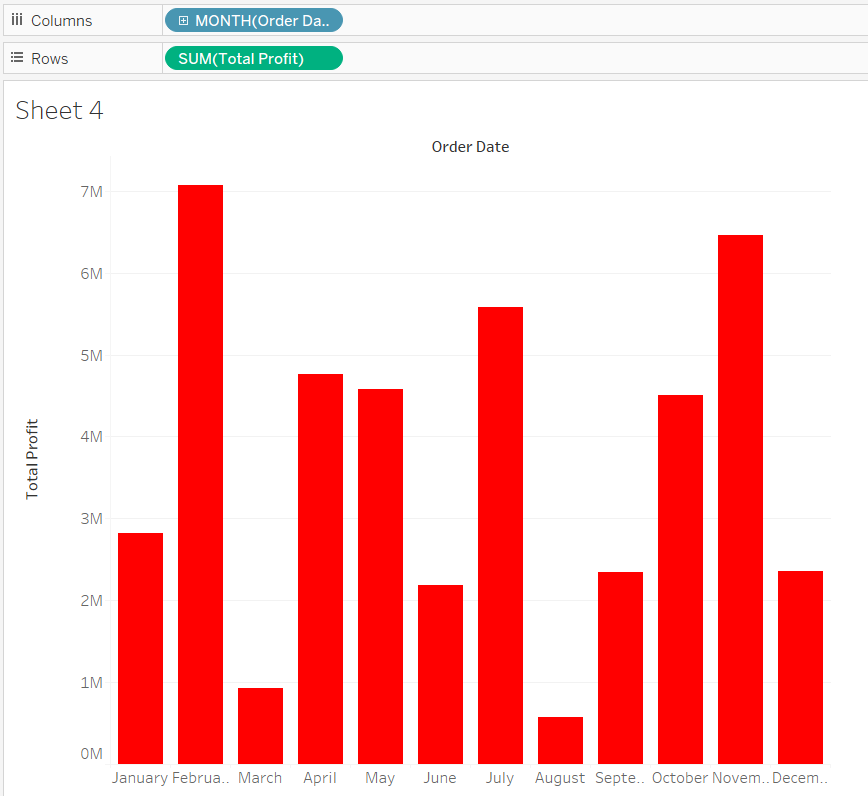 Columns MONTH(Order Da..
Rows SUM(Total Profit)
Sheet 4
Order Date
7M
6M
5M
4M
3M
2M
1M
0M
Total Profit
January Februa.. March April May June July August Septe.. October Novem.. Decem..